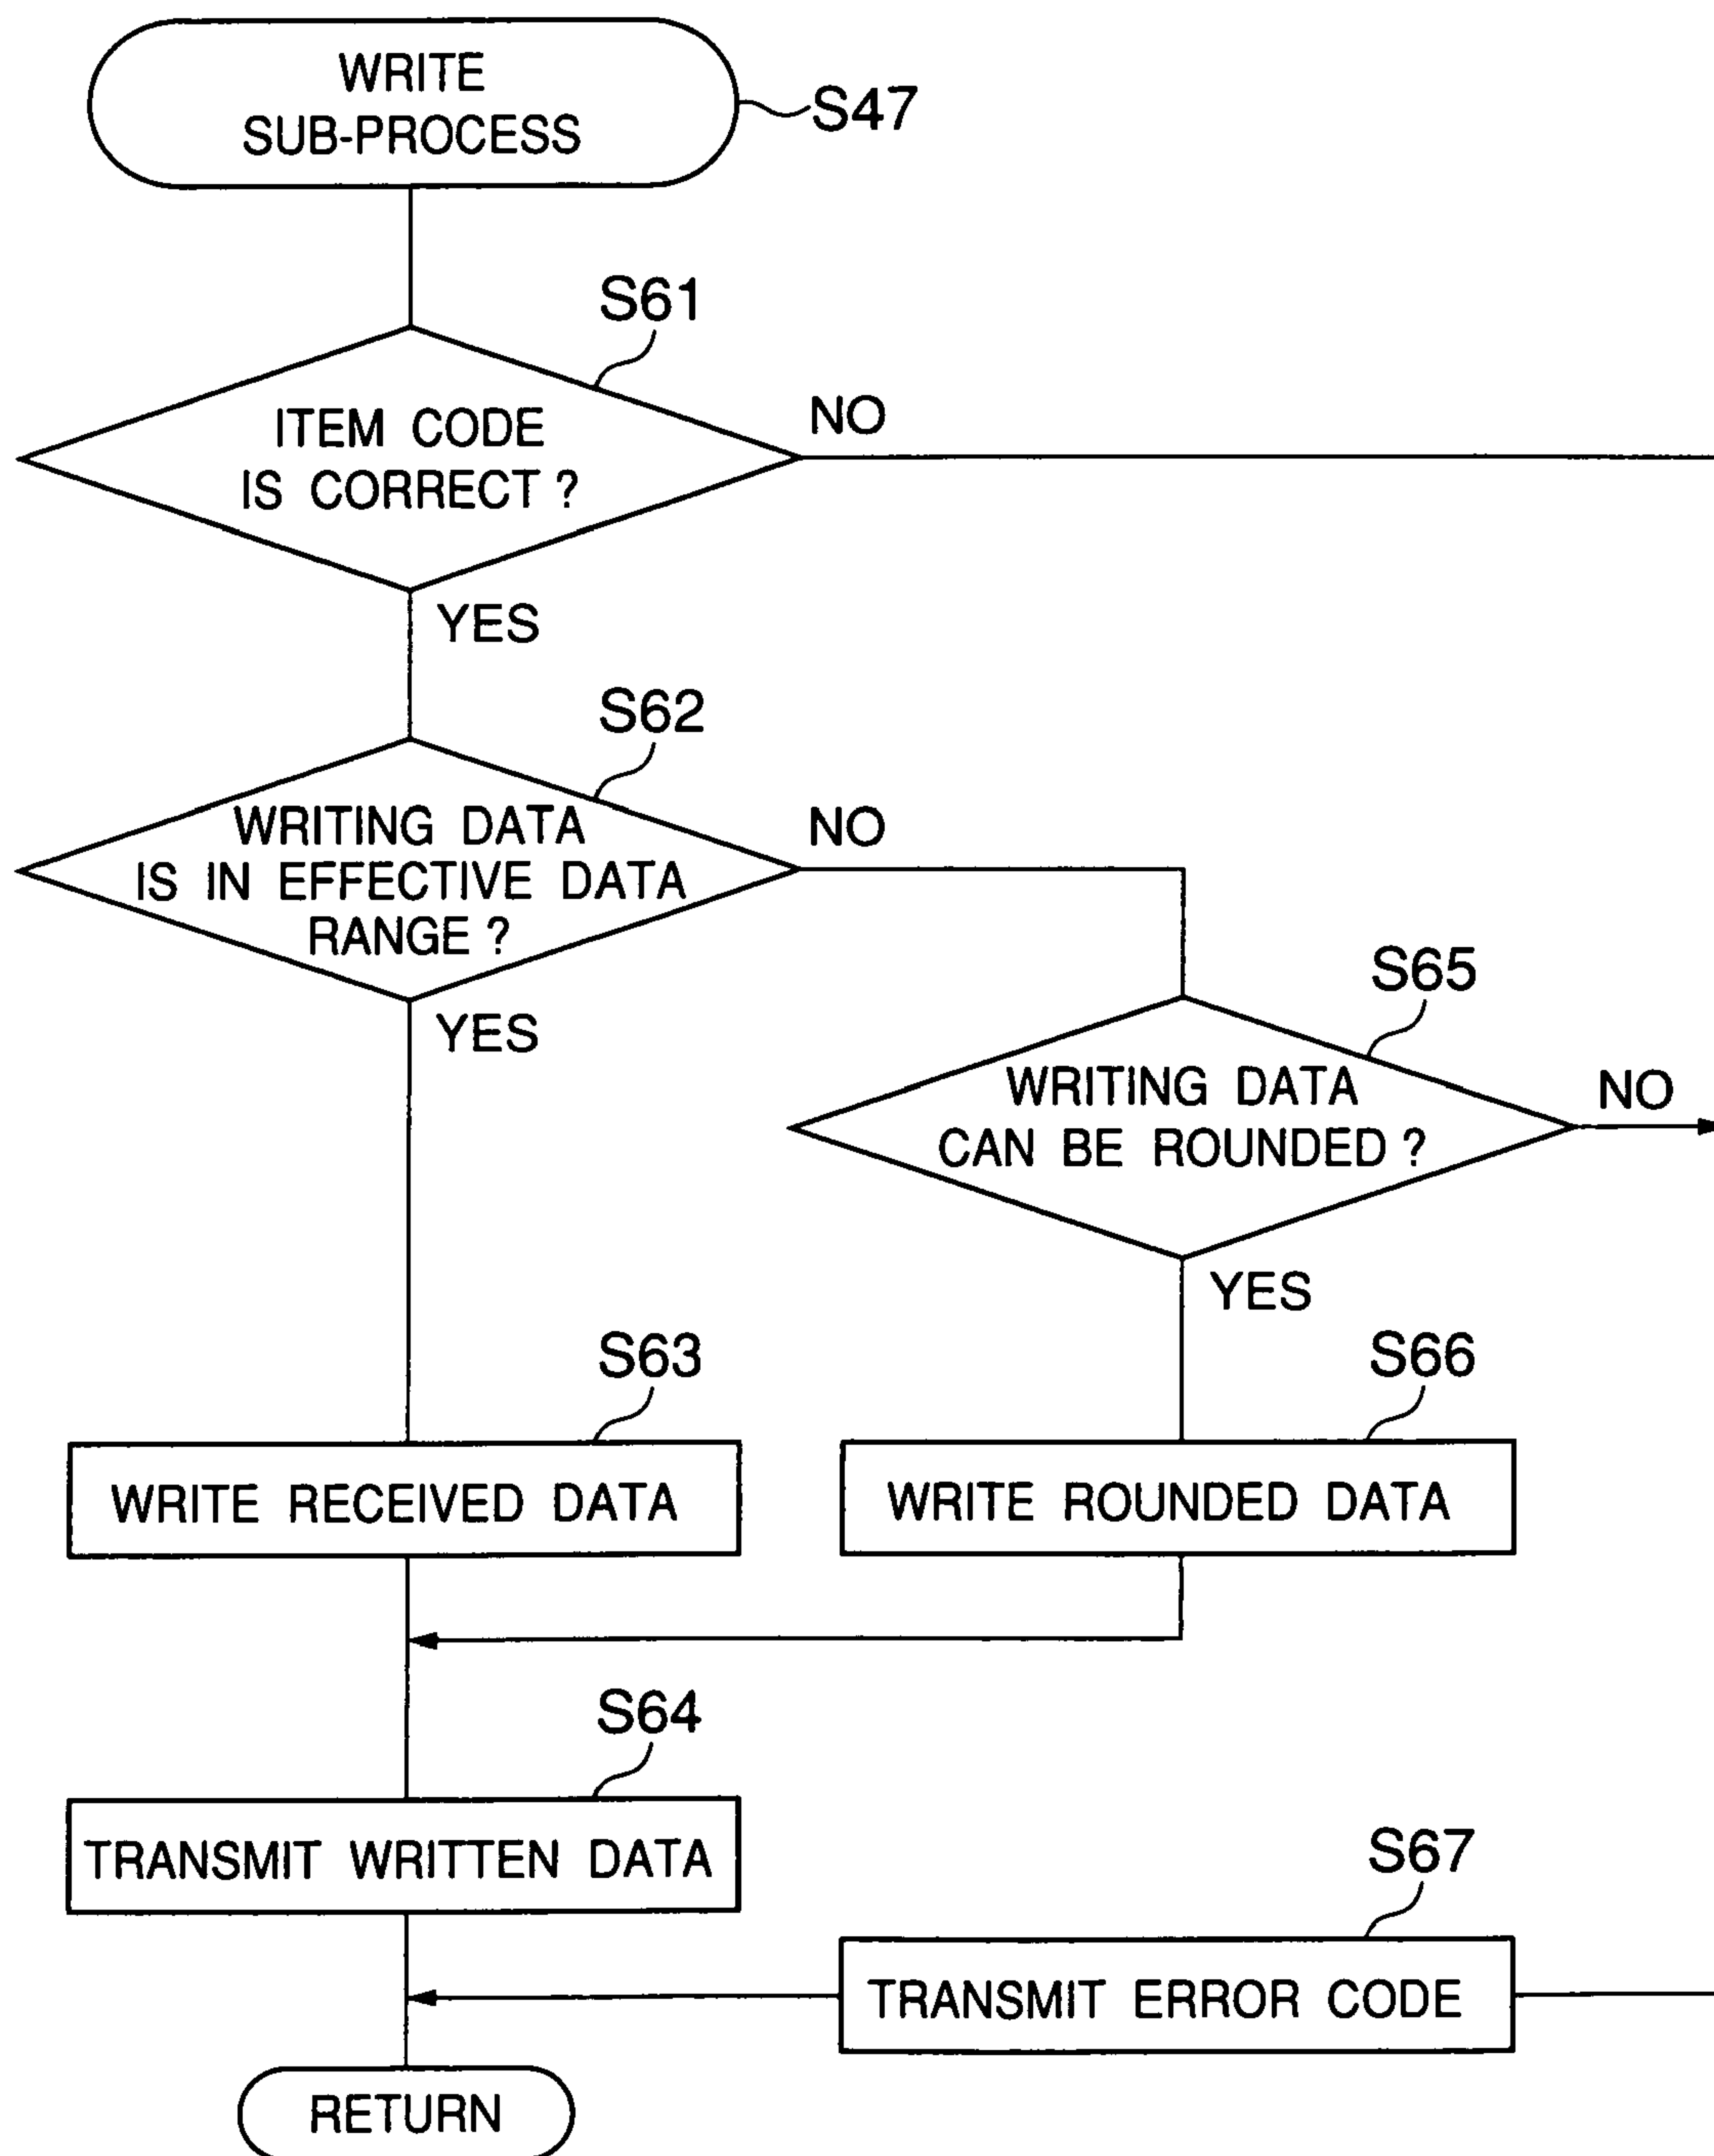 WRITE
SUB-PROCESS
S47
S61
ITEM CODE
IS CORRECT ?
NO
YES
S62
WRITING DATA
IS IN EFFECTIVE DATA
RANGE ?
NO
YES
S65
WRITING DATA
CAN BE ROUNDED ?
NO
YES
S63
WRITE RECEIVED DATA
S66
WRITE ROUNDED DATA
S64
TRANSMIT WRITTEN DATA
S67
TRANSMIT ERROR CODE
RETURN